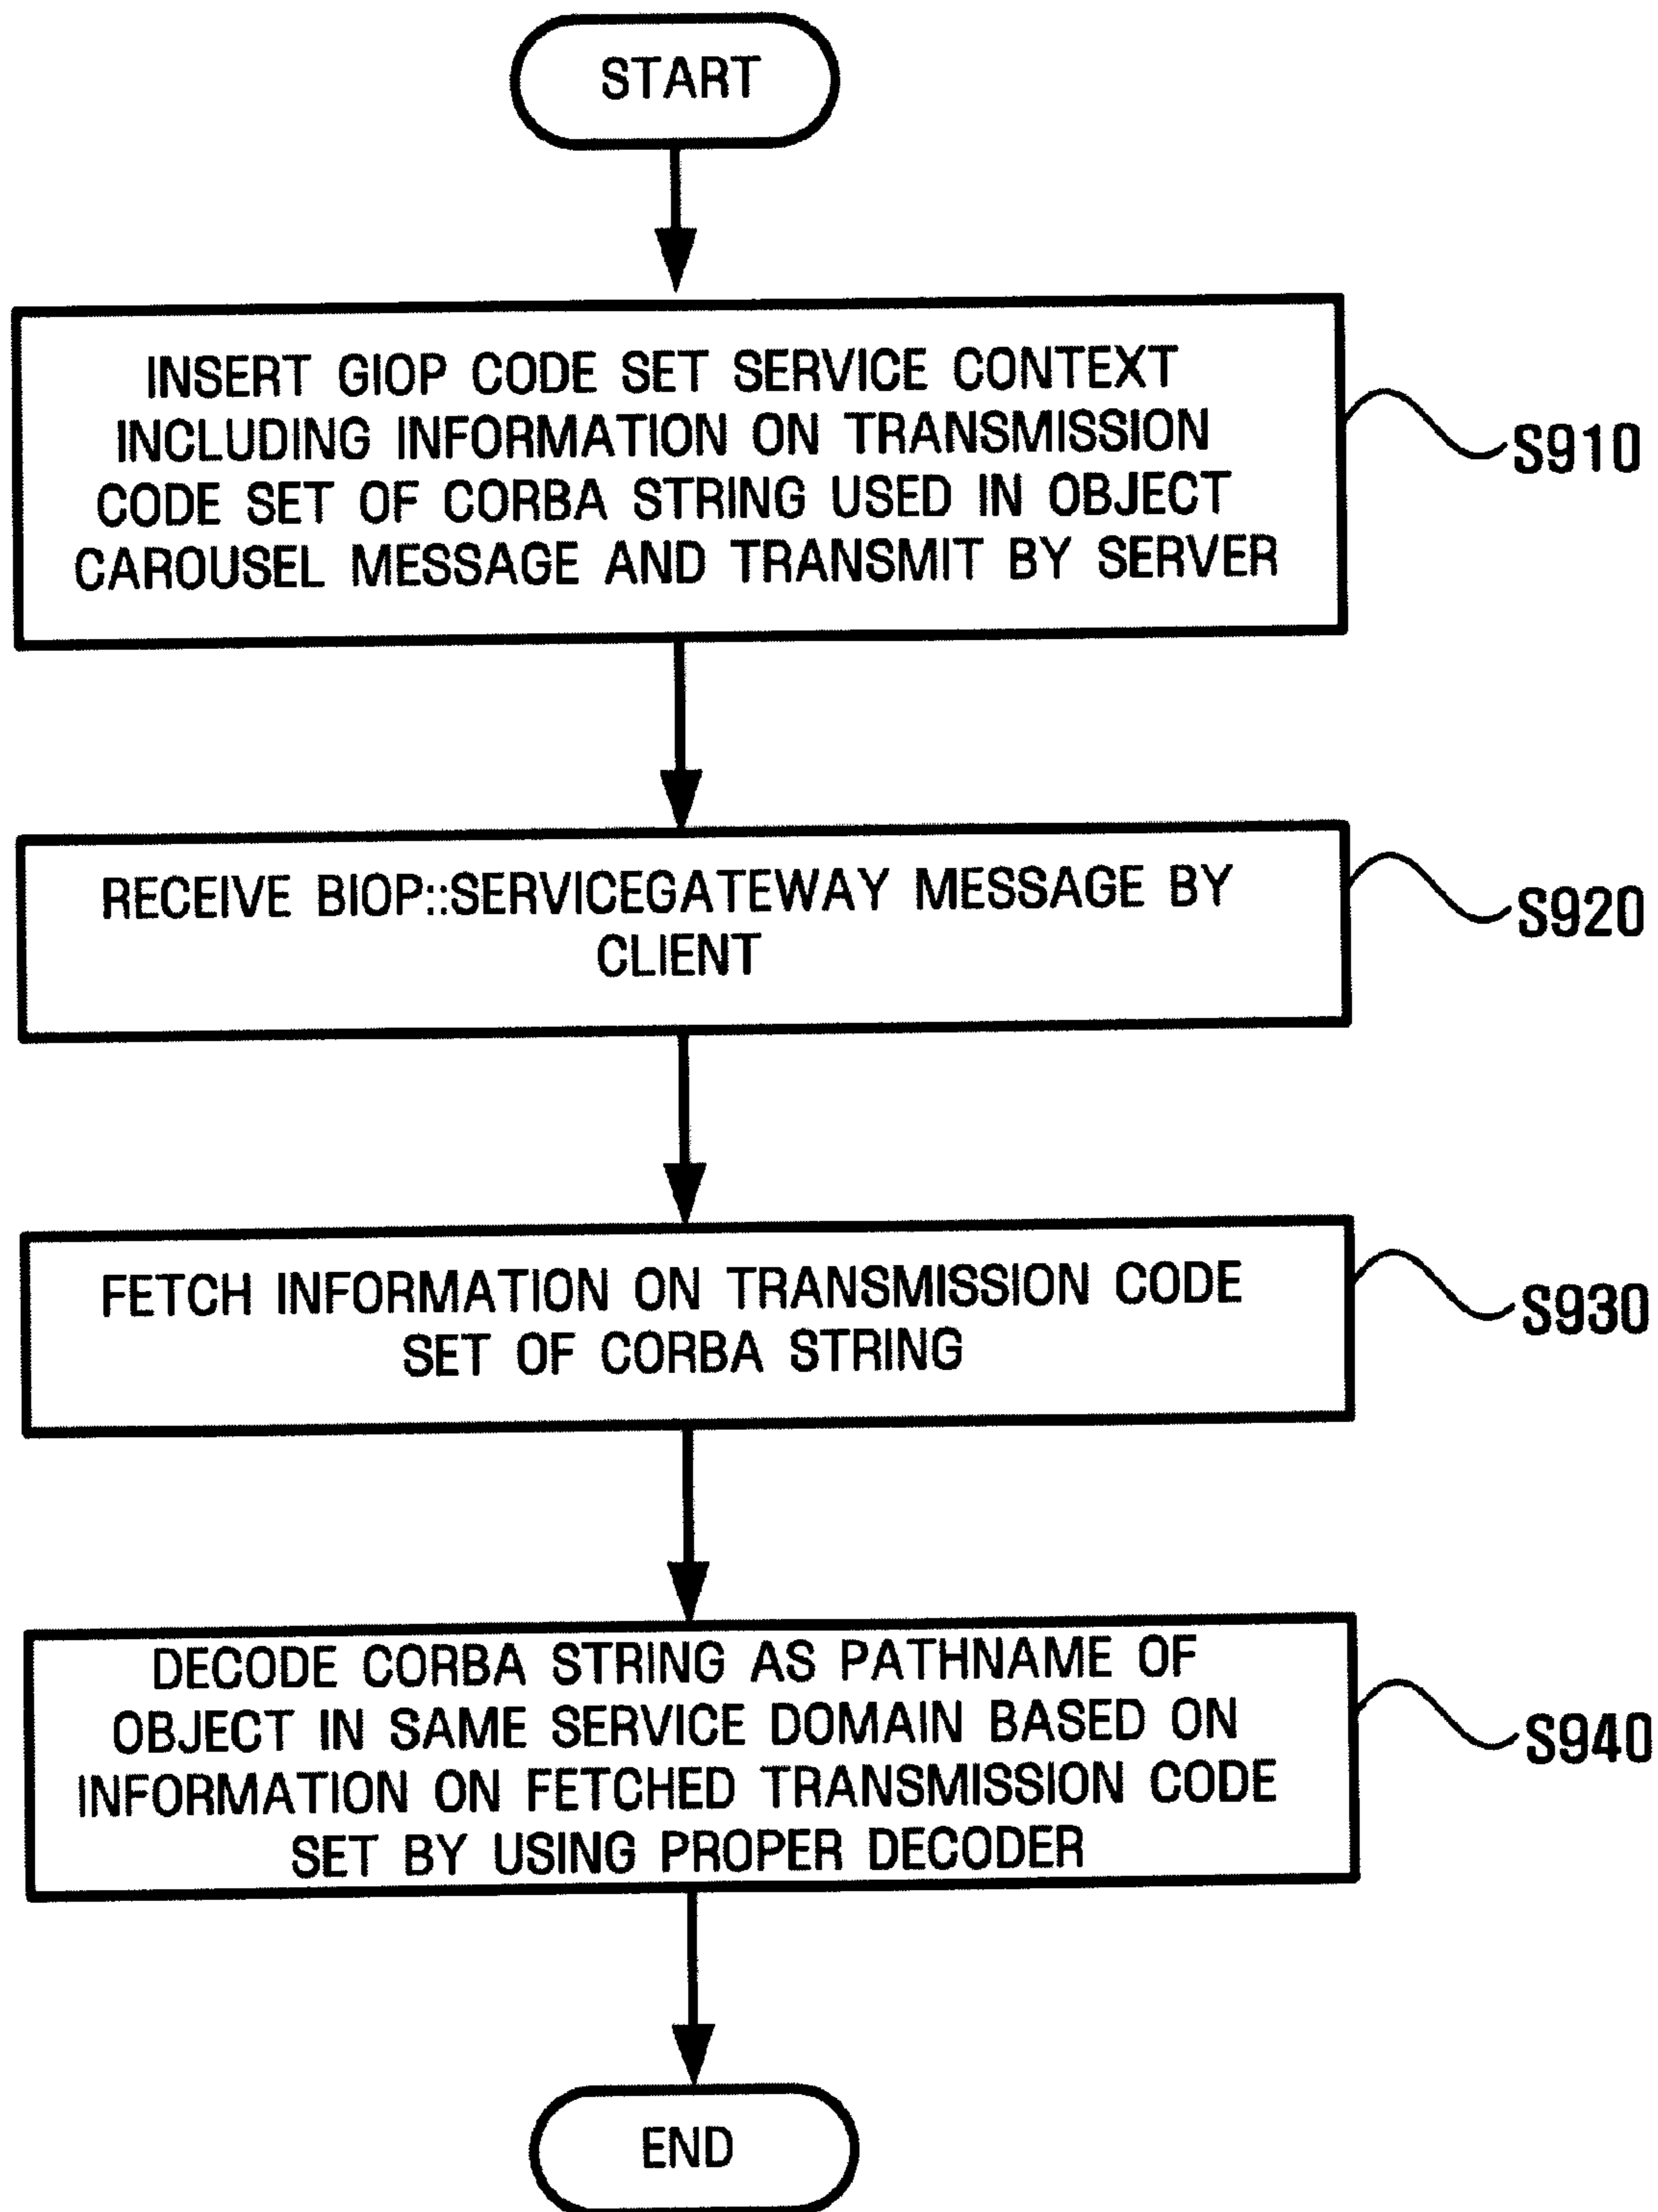 START
INSERT GIOP CODE SET SERVICE CONTEXT
INCLUDING INFORMATION ON TRANSMISSION
CODE SET OF CORBA STRING USED IN OBJECT
CAROUSEL MESSAGE AND TRANSMIT BY SERVER
S910
RECEIVE BIOP::SERVICEGATEWAY MESSAGE BY
CLIENT
S920
FETCH INFORMATION ON TRANSMISSION CODE
SET OF CORBA STRING
S930
DECODE CORBA STRING AS PATHNAME OF
OBJECT IN SAME SERVICE DOMAIN BASED ON
INFORMATION ON FETCHED TRANSMISSION CODE
SET BY USING PROPER DECODER
S940
END